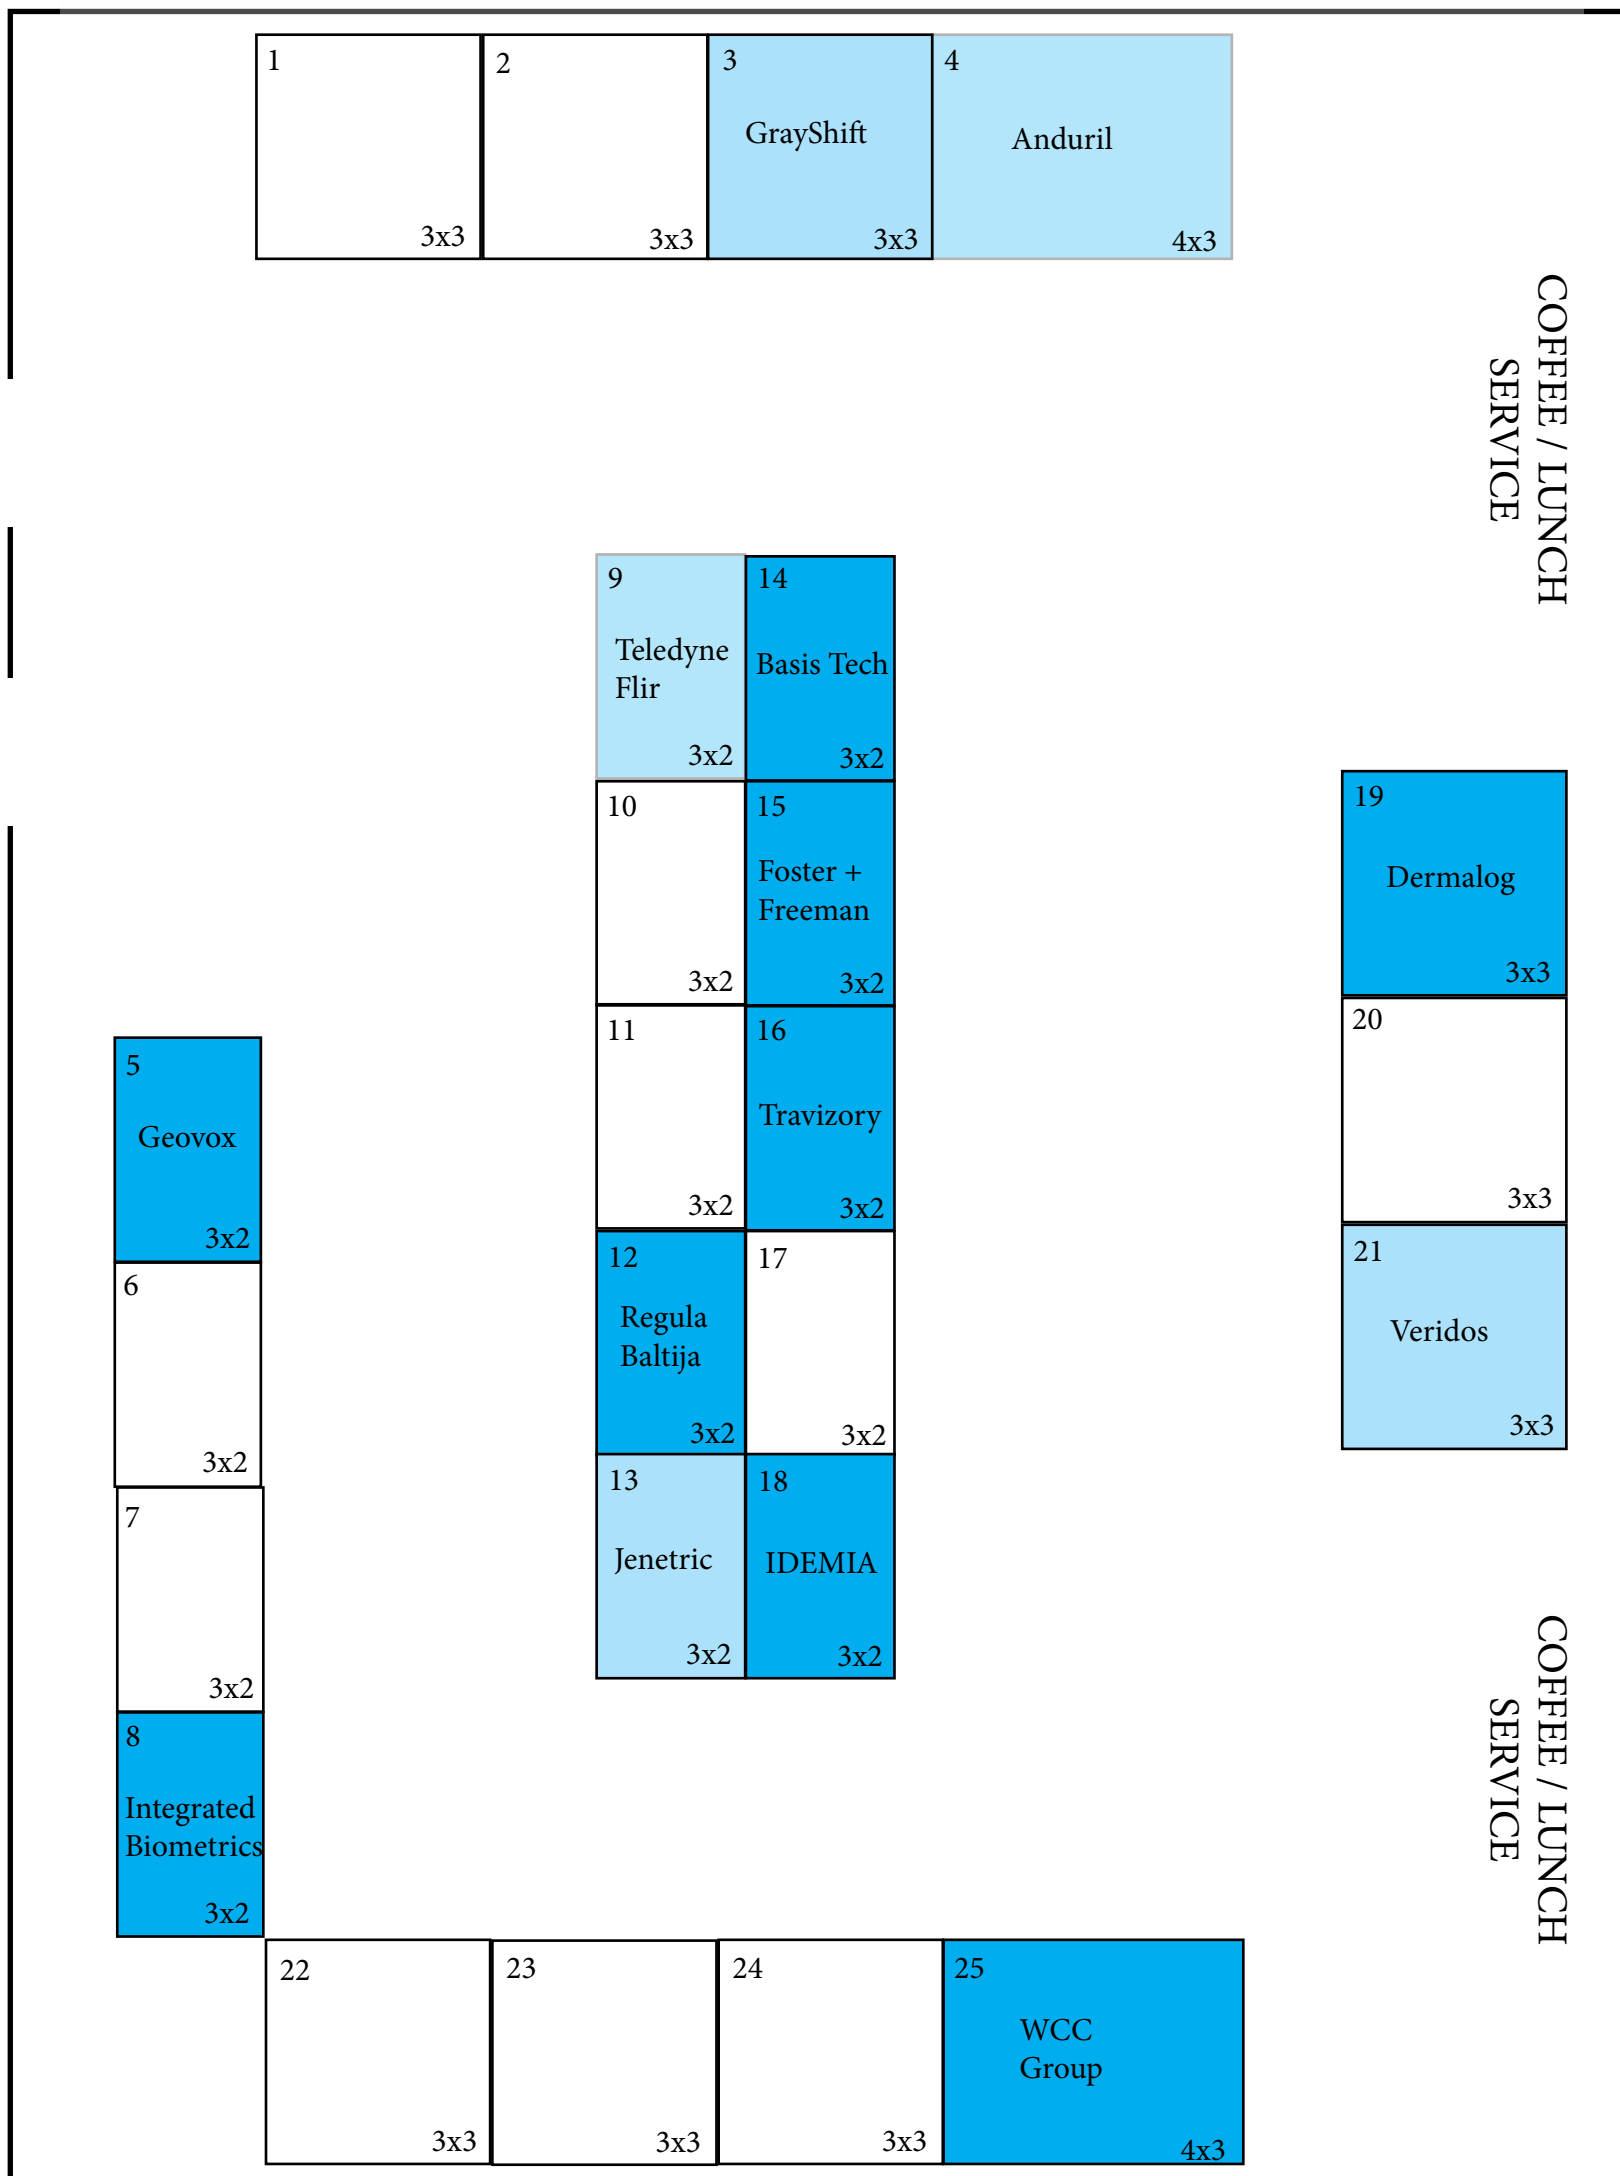 1
3x3
2
3x3
3
GrayShift
3x3
4
Anduril
4x3
COFFEE / LUNCH
SERVICE
9
Teledyne
Flir
3x2
14
Basis Tech
3x2
10
3x2
15
Foster +
Freeman
3x2
19
Dermalog
3x3
11
3x2
16
Travizory
3x2
20
3x3
5
Geovox
3x2
12
Regula
Baltija
3x2
17
3x2
21
Veridos
3x3
6
3x2
13
Jenetric
3x2
18
IDEMIA
3x2
7
3x2
COFFEE / LUNCH
SERVICE
8
Integrated
Biometrics
3x2
22
3x3
23
3x3
24
3x3
25
WCC
Group
4x3